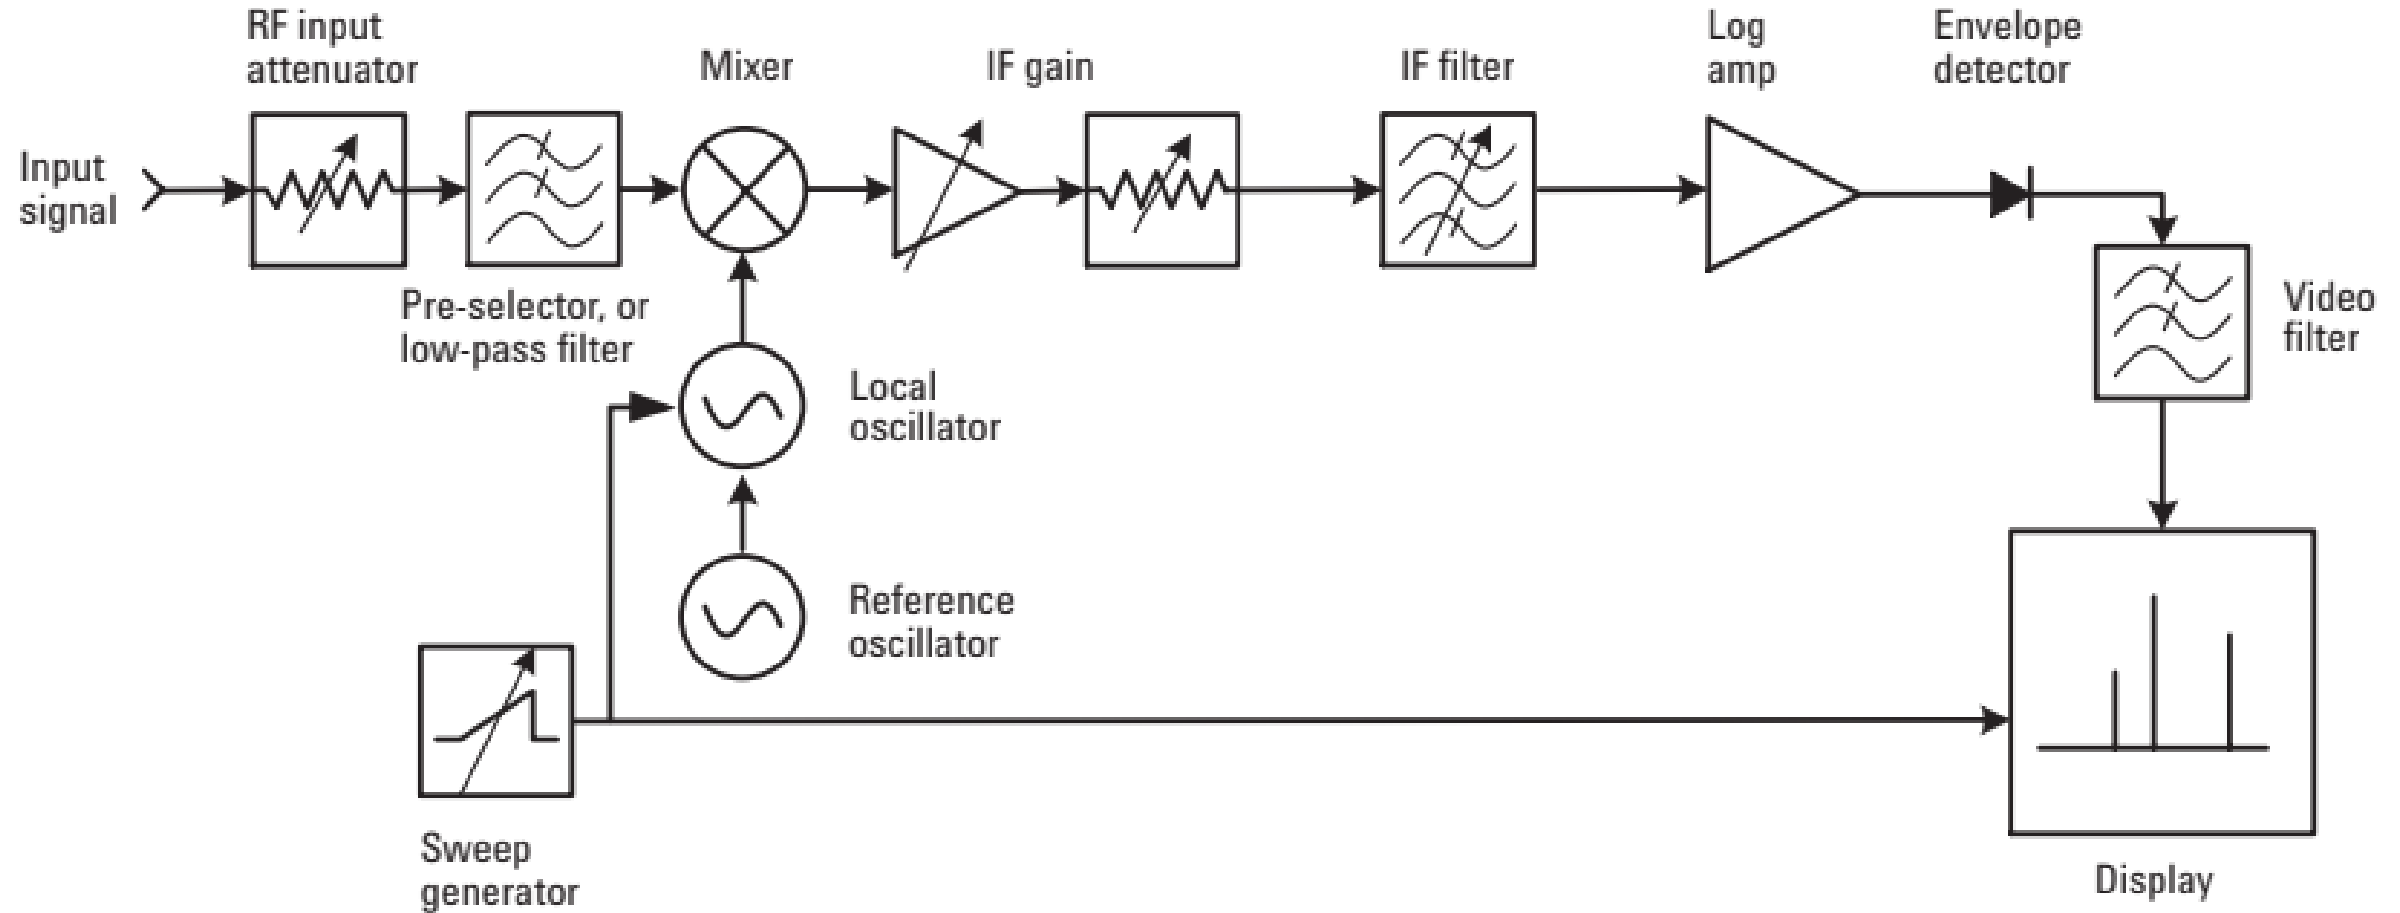 RF input
attenuator
Mixer
IF gain
IF filter
Log
amp
Envelope
detector
Input
signal
Pre-selector, or
low-pass filter
Video
filter
Local
oscillator
Reference
oscillator
Sweep
generator
Display